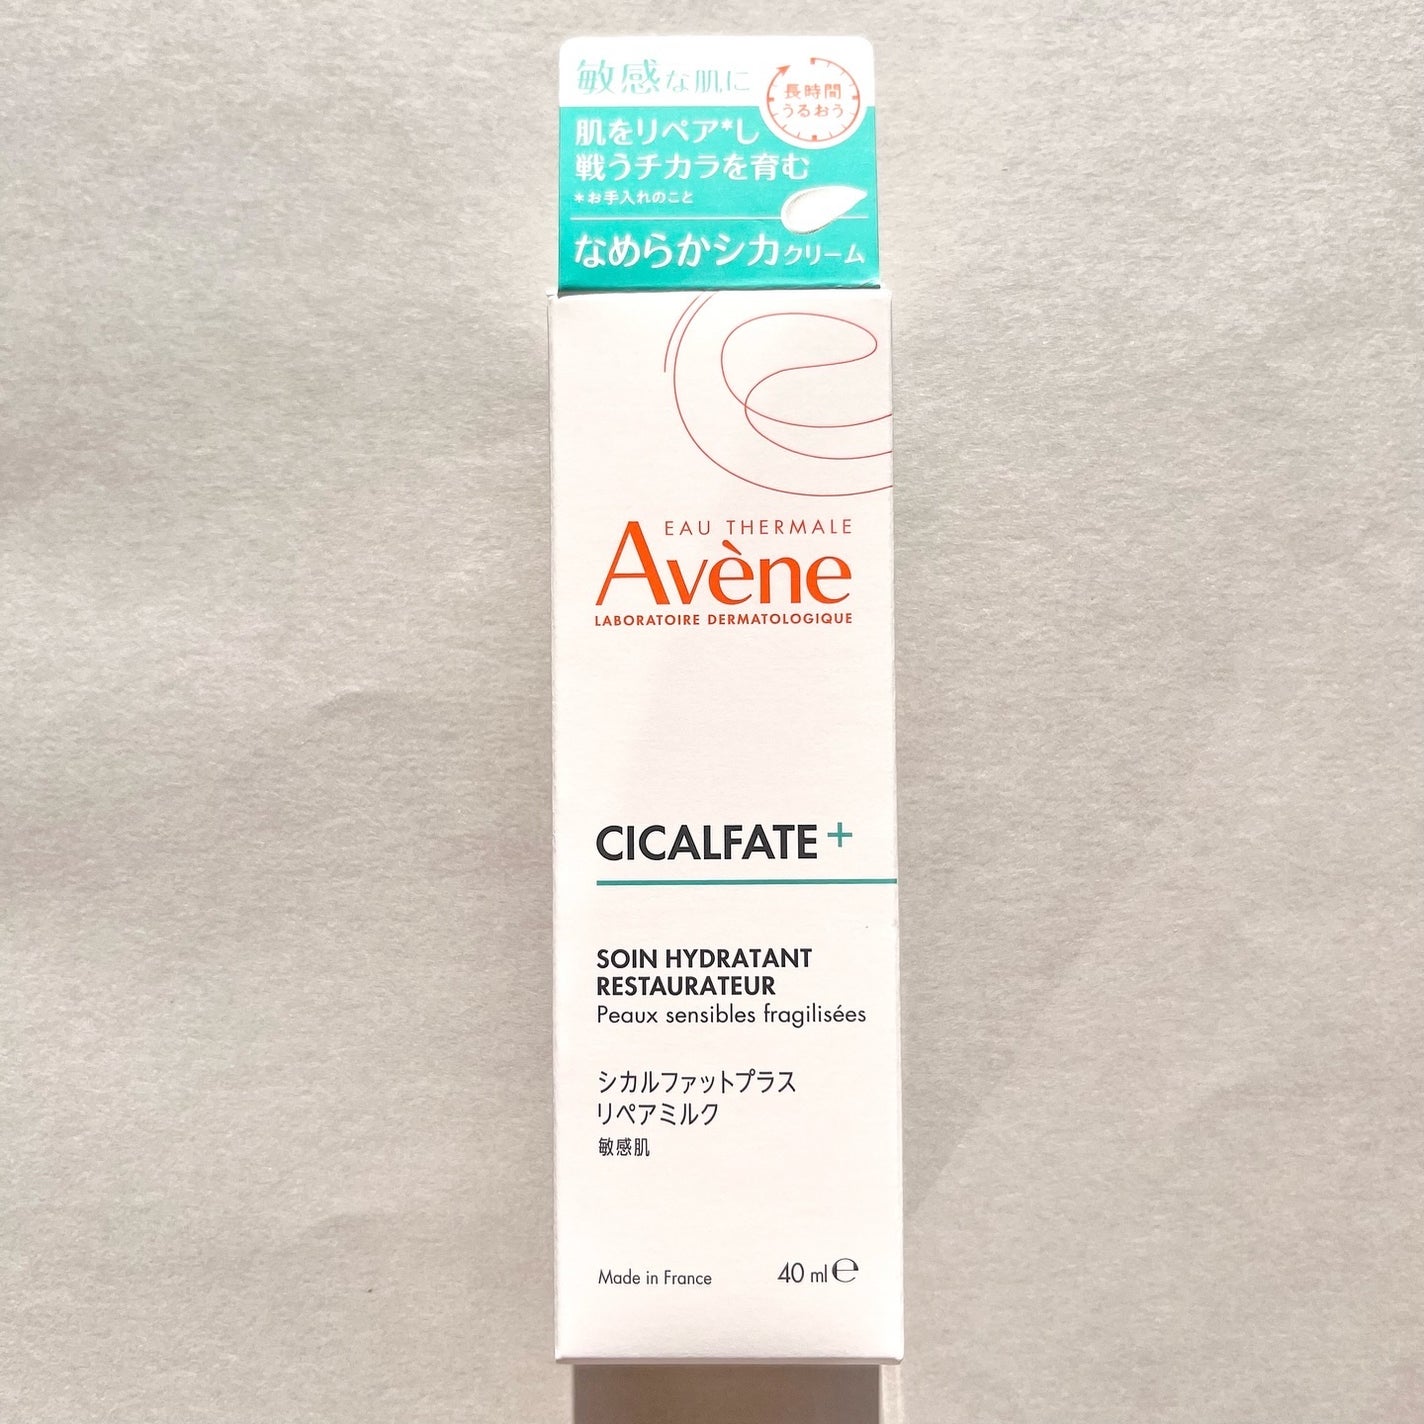 敏感な肌に
長時間
うるおう
肌をリペア*し
戦うチカラを育む
*お手入れのこと
なめらかシカクリーム
EAU THERMALE
Avène
LABORATOIRE DERMATOLOGIQUE
CICALFATE+
SOIN HYDRATANT
RESTAURATEUR
Peaux sensibles fragilisées
シカルファットプラス
リペアミルク
敏感肌
Made in France 40 ml ℮